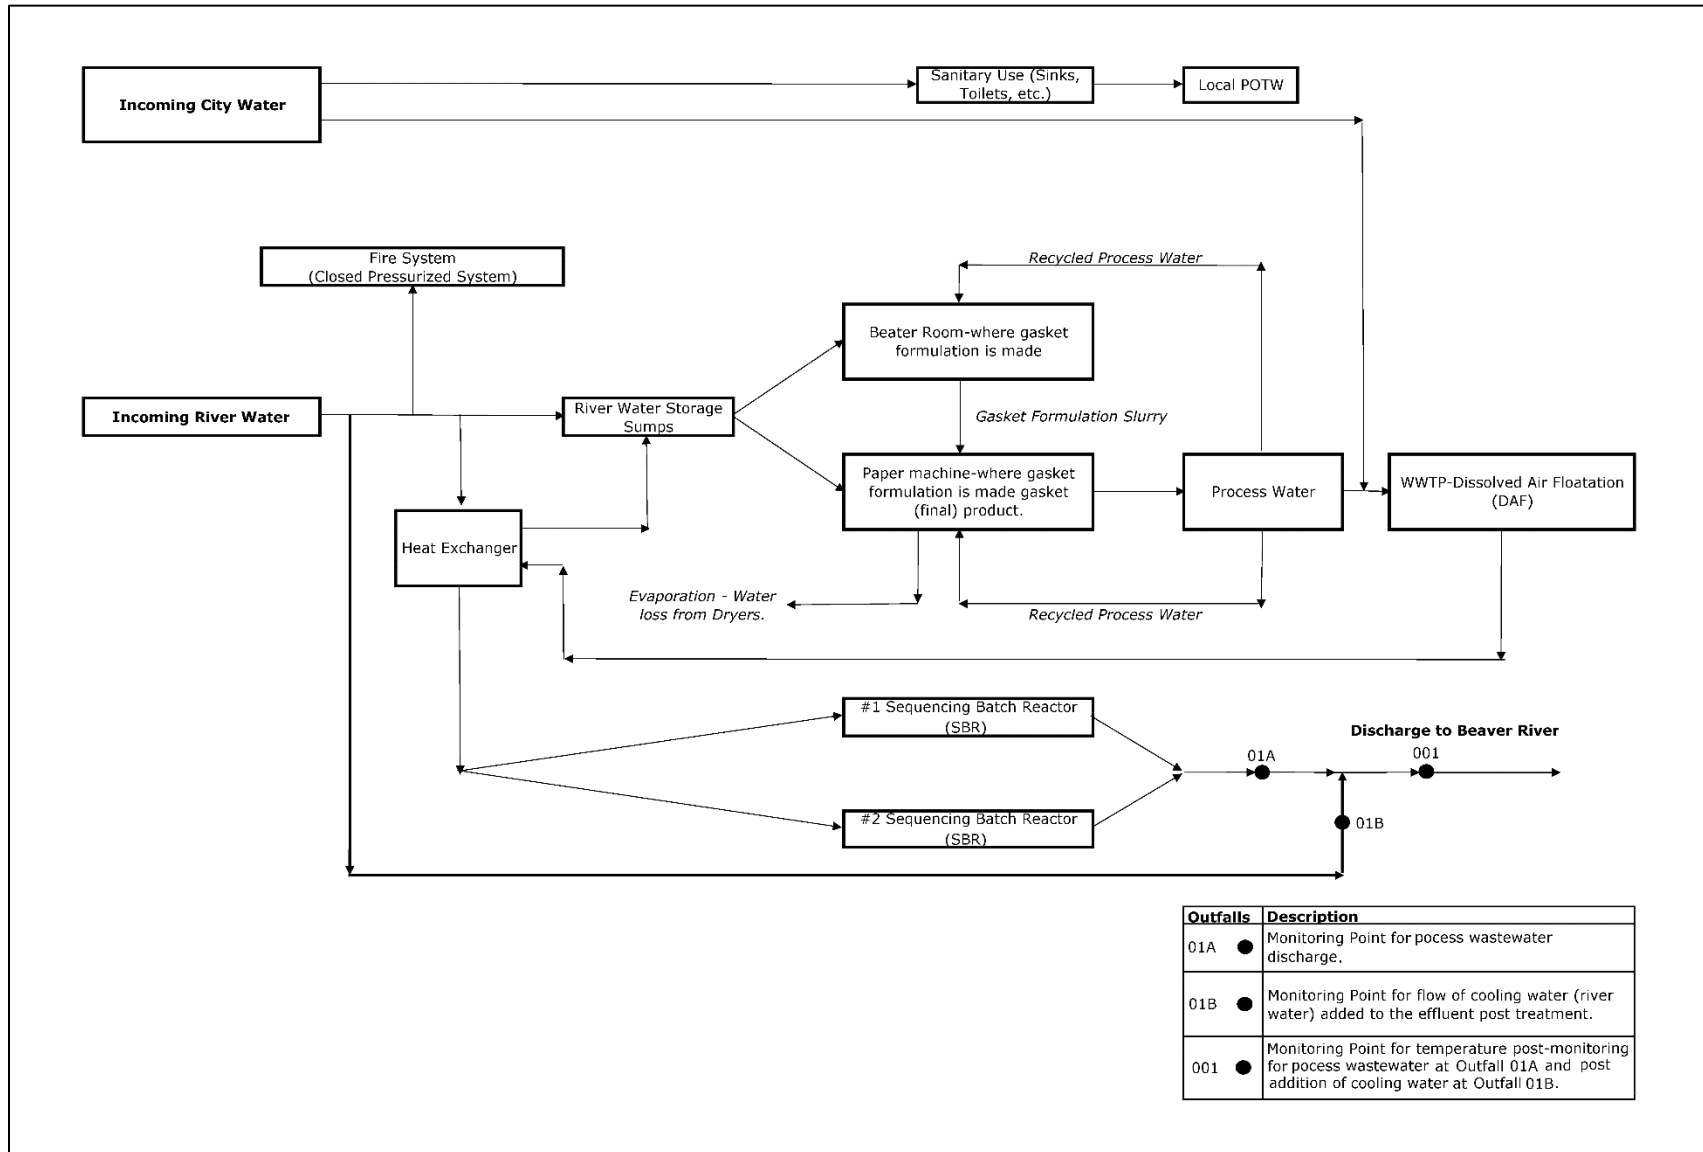 Sanitary Use (Sinks,
Toilets, etc.)
Local POTW
Incoming City Water
Fire System
(Closed Pressurized System)
Recycled Process Water
Beater Room-where gasket
formulation is made
Incoming River Water
River Water Storage
Sumps
Gasket Formulation Slurry
Paper machine-where gasket
formulation is made gasket
(final) product.
Process Water
WWTP-Dissolved Air Floatation
(DAF)
Heat Exchanger
Evaporation - Water
loss from Dryers.
Recycled Process Water
#1 Sequencing Batch Reactor
(SBR)
Discharge to Beaver River
01A
001
01B
#2 Sequencing Batch Reactor
(SBR)
Outfalls Description
01A Monitoring Point for pocess wastewater
discharge.
01B Monitoring Point for flow of cooling water (river
water) added to the effluent post treatment.
001 Monitoring Point for temperature post-monitoring
for pocess wastewater at Outfall 01A and post
addition of cooling water at Outfall 01B.